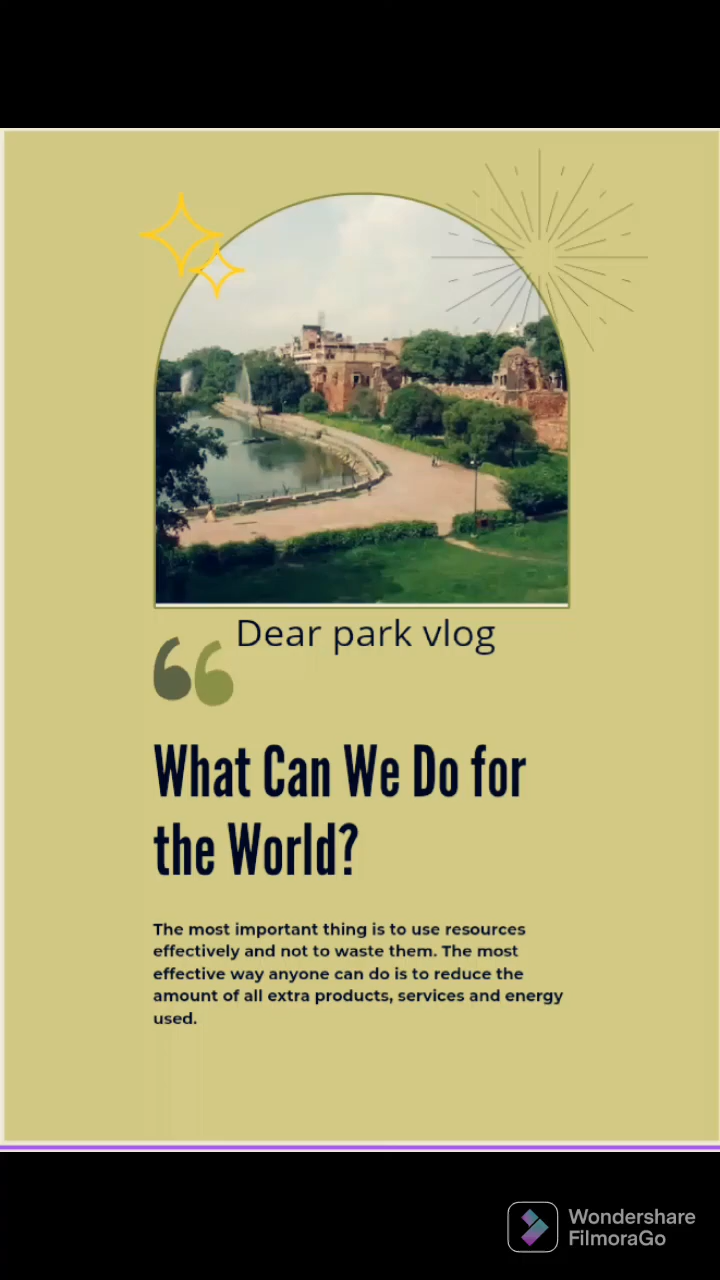 Dear park vlog
What Can We Do for
the World?
The most important thing is to use resources
effectively and not to waste them. The most
effective way anyone can do is to reduce the
amount of all extra products, services and energy
used.
Wondershare
FilmoraGo